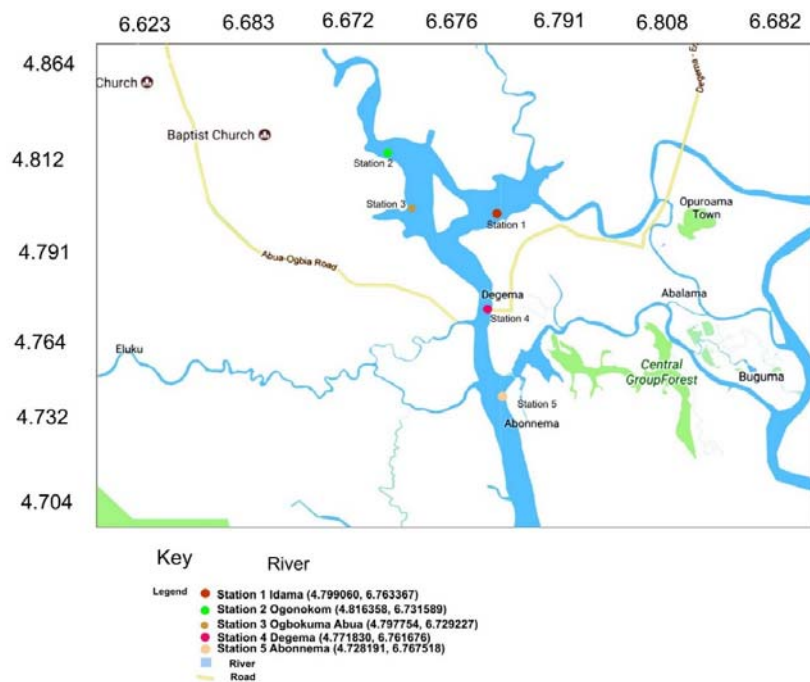 6.623 6.683 6.672 6.676 6.791 6.808 6.682
4.864
4.812
4.791
4.764
4.732
4.704
Church
Baptist Church
Station 2
Station 3
Station 1
Opuroama
Town
Abua-Ogbia Road
Degema
Station 4
Abalama
Eluku
Central
GroupForest
Buguma
Station 5
Abonnema
Key
River
Legend
Station 1 Idama (4.799060, 6.763367)
Station 2 Ogonokom (4.816358, 6.731589)
Station 3 Ogbokuma Abua (4.797754, 6.729227)
Station 4 Degema (4.771830, 6.761676)
Station 5 Abonnema (4.728191, 6.767518)
River
Road